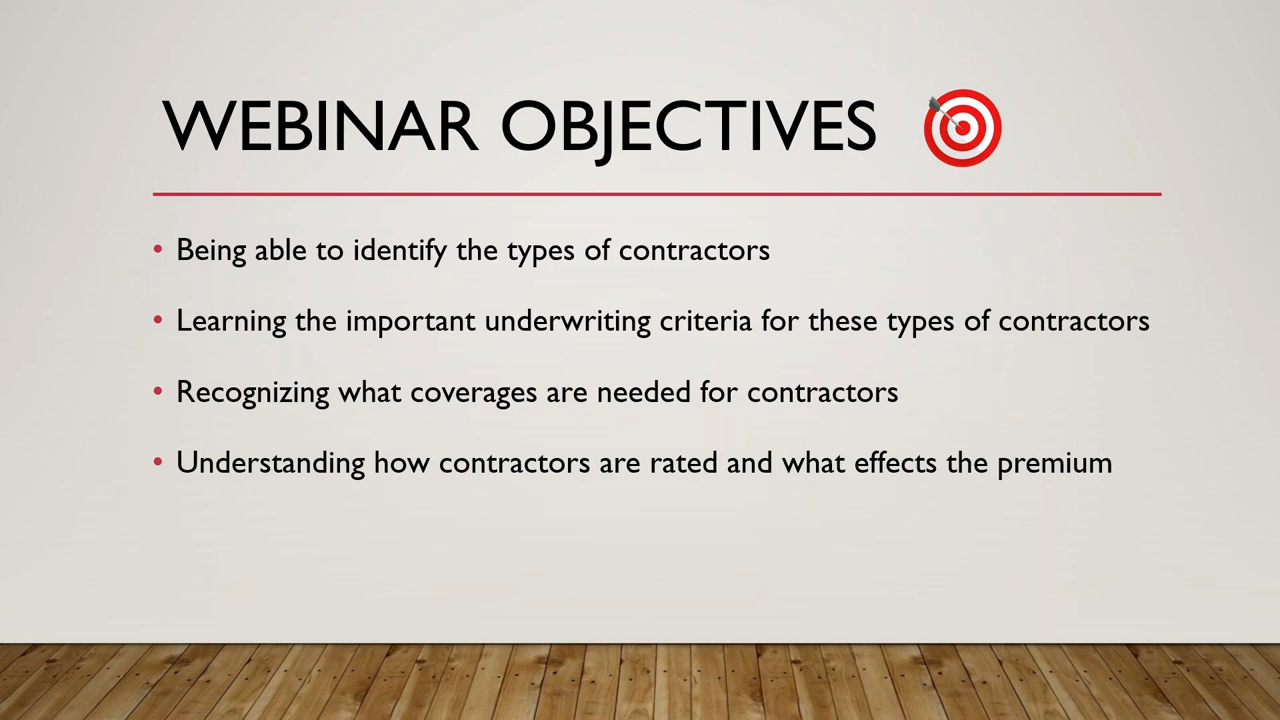 WEBINAR OBJECTIVES
• Being able to identify the types of contractors
• Learning the important underwriting criteria for these types of contractors
• Recognizing what coverages are needed for contractors
• Understanding how contractors are rated and what effects the premium